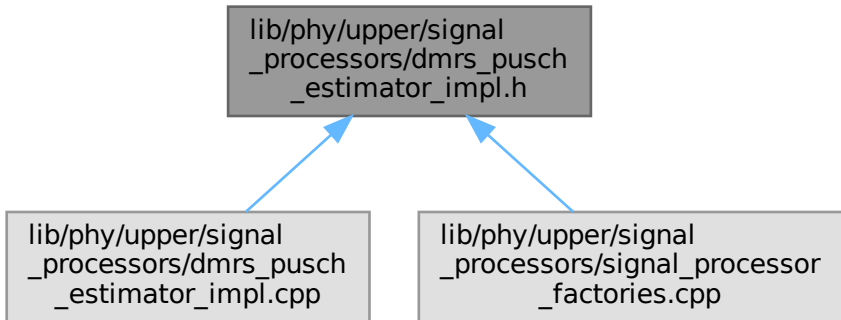 lib/phy/upper/signal
_processors/dmrs_pusch
_estimator_impl.h
lib/phy/upper/signal
_processors/dmrs_pusch
_estimator_impl.cpp
lib/phy/upper/signal
_processors/signal_processor
_factories.cpp